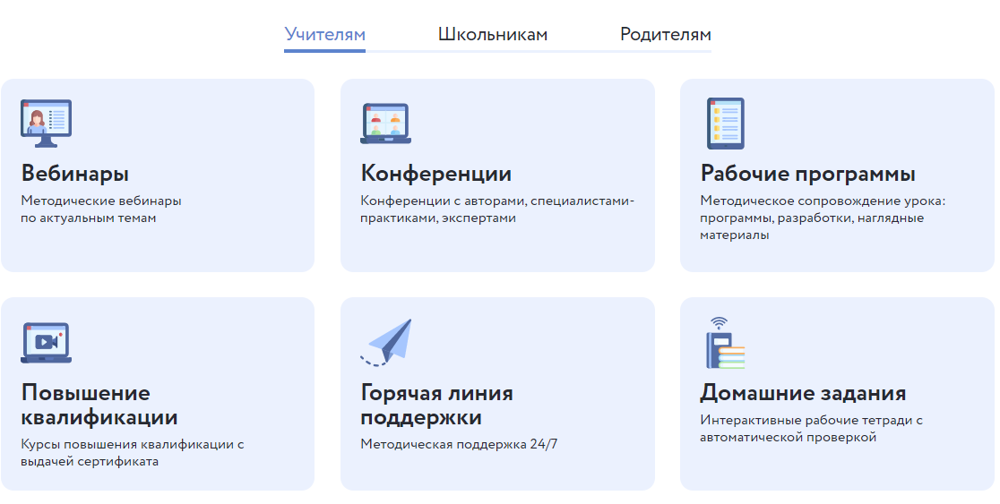 Учителям
Школьникам
Родителям
Вебинары
Методические вебинары
по актуальным темам
Конференции
Конференции с авторами, специалистами-
практиками, экспертами
Рабочие программы
Методическое сопровождение урока:
программы, разработки, наглядные
материалы
Повышение
квалификации
Курсы повышения квалификации с
выдачей сертификата
Горячая линия
поддержки
Методическая поддержка 24/7
Домашние задания
Интерактивные рабочие тетради с
автоматической проверкой